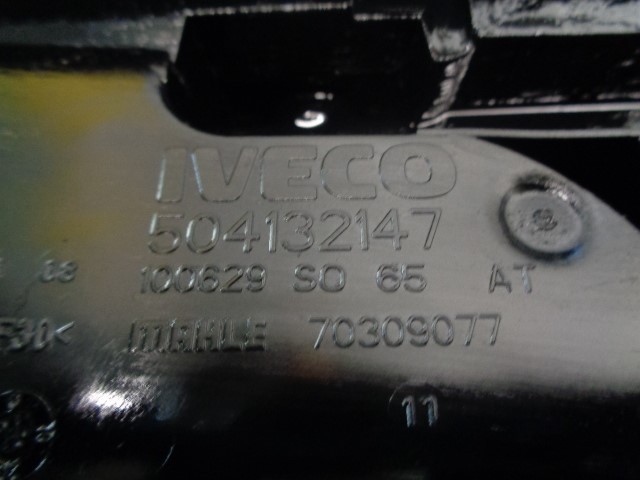 IVECO
504132147
100629 SO 65 AT
MAHLE 70309077
11